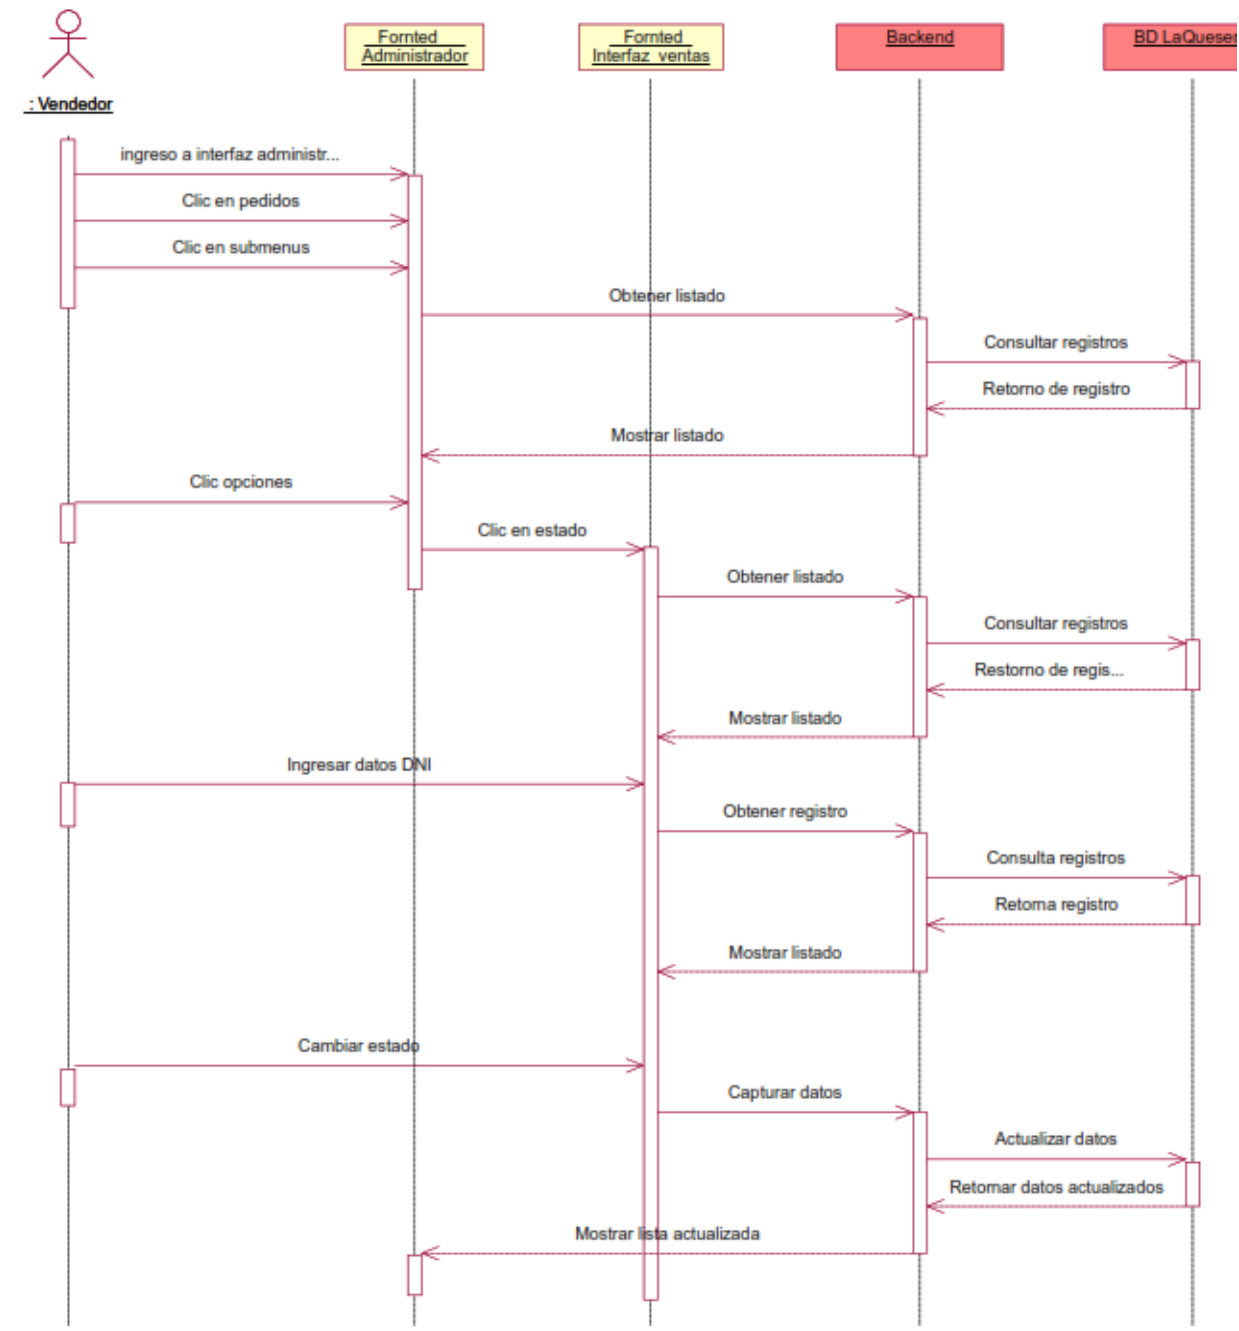 Fornted
Administrador
Fornted
Interfaz ventas
Backend
BD LaQueser
: Vendedor
ingreso a interfaz administr...
Clic en pedidos
Clic en submenus
Obtener listado
Consultar registros
Retorno de registro
Mostrar listado
Clic opciones
Clic en estado
Obtener listado
Consultar registros
Restorno de regis...
Mostrar listado
Ingresar datos DNI
Obtener registro
Consulta registros
Retorna registro
Mostrar listado
Cambiar estado
Capturar datos
Actualizar datos
Retornar datos actualizados
Mostrar lista actualizada